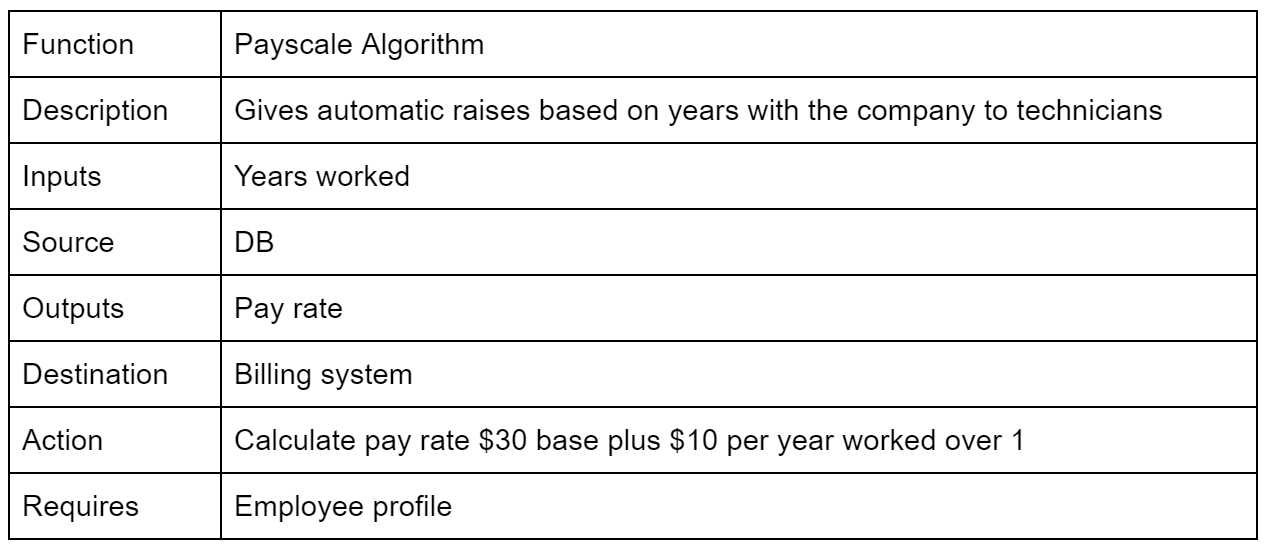 Function Payscale Algorithm
Description Gives automatic raises based on years with the company to technicians
Inputs Years worked
Source DB
Outputs Pay rate
Destination Billing system
Action Calculate pay rate $30 base plus $10 per year worked over 1
Requires Employee profile